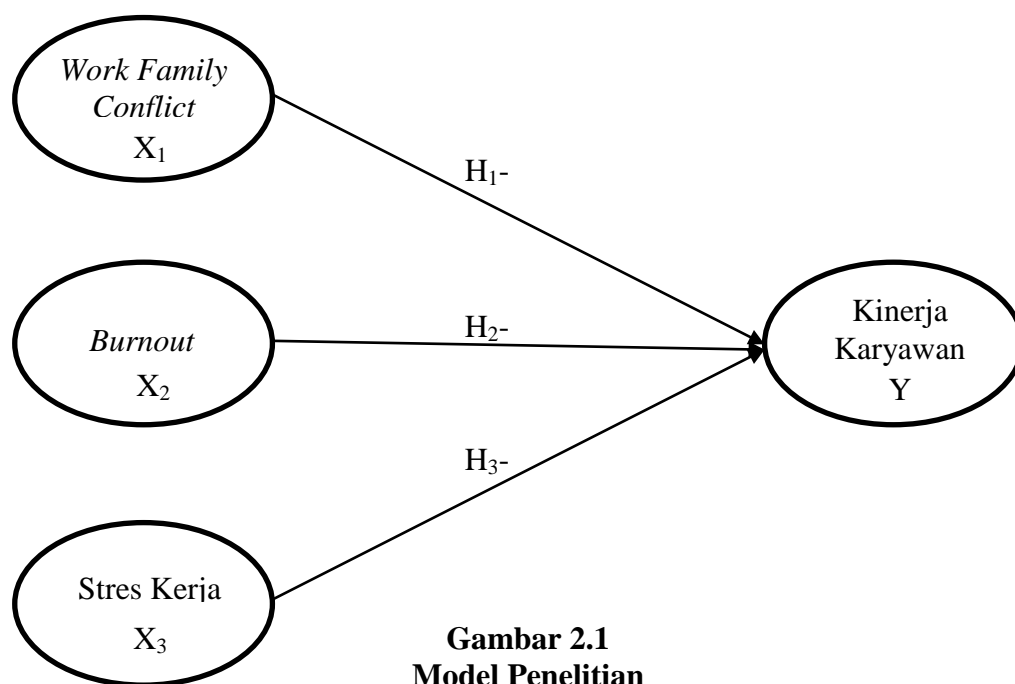 Work Family
Conflict
X₁
H₁-
Burnout
X₂
H₂-
Kinerja
Karyawan
Y
H₃-
Stres Kerja
X₃
Gambar 2.1
Model Penelitian